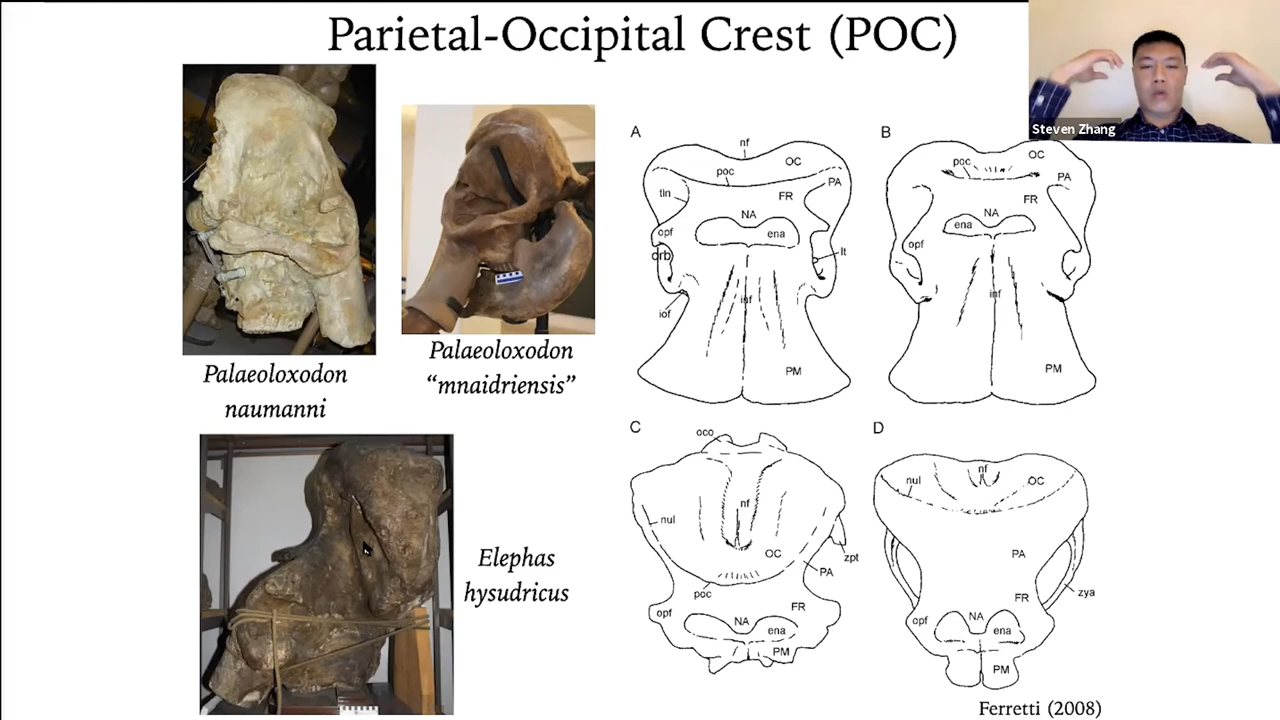 Parietal-Occipital Crest (POC)
Steven Zhang
Palaeoloxodon
naumanni
Palaeoloxodon
“mnaidriensis”
Elephas
hysudricus
A
nf
OC
poc
PA
tln
FR
NA
opf
ena
orb
lt
inf
iof
PM
B
OC
poc
PA
FR
NA
ena
opf
inf
PM
C
oco
nf
nul
OC
zpt
PA
poc
opf
FR
NA
ena
PM
D
nf
nul
OC
PA
zya
FR
NA
opf
ena
PM
Ferretti (2008)